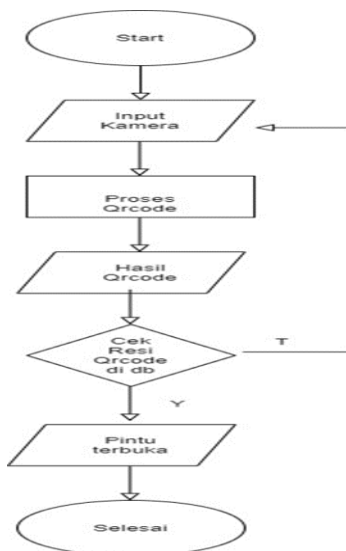 Start
Input
Kamera
Proses
Qrcode
Hasil
Qrcode
Cek
Resi
Qrcode
di db
T
Y
Pintu
terbuka
Selesai